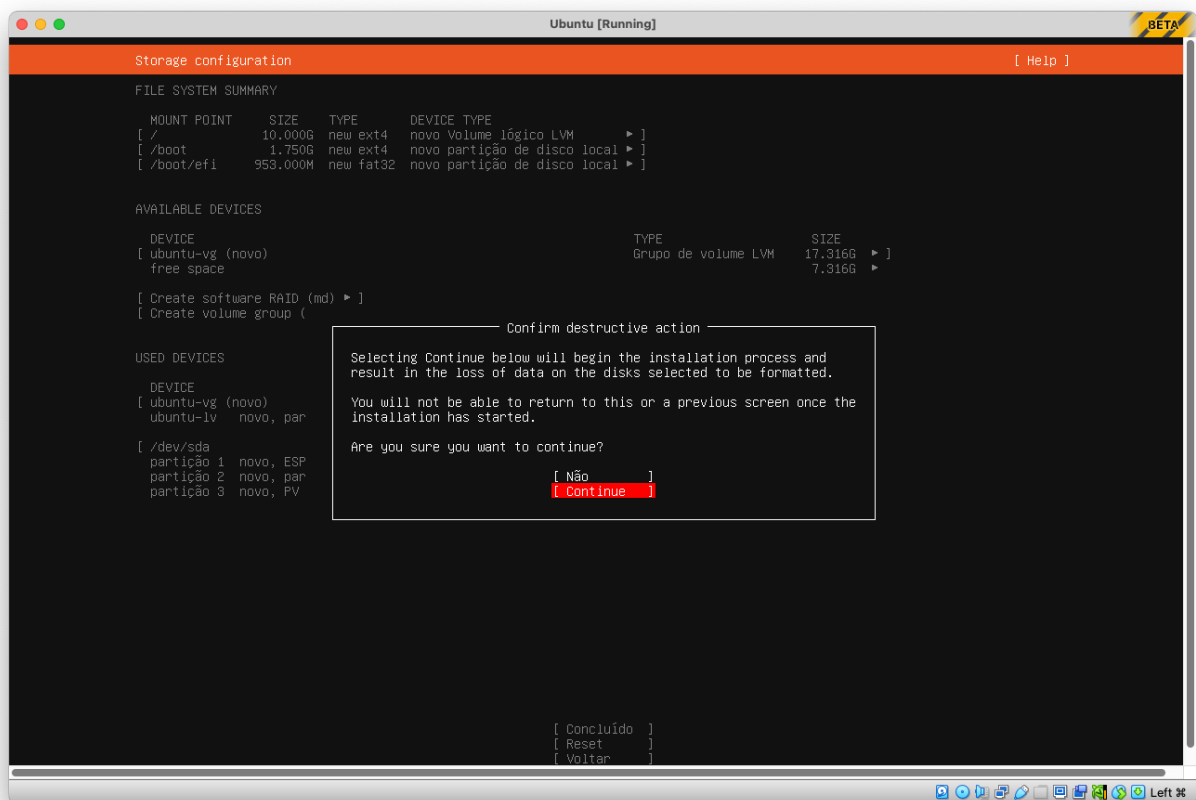 Ubuntu [Running]
BETA
Storage configuration [ Help ]
FILE SYSTEM SUMMARY
MOUNT POINT SIZE TYPE DEVICE TYPE
[ / 10.000G new ext4 novo Volume lógico LVM ▸ ]
[ /boot 1.750G new ext4 novo partição de disco local ▸ ]
[ /boot/efi 953.000M new fat32 novo partição de disco local ▸ ]
AVAILABLE DEVICES
DEVICE TYPE SIZE
[ ubuntu-vg (novo) Grupo de volume LVM 17.316G ▸ ]
free space 7.316G ▸
[ Create software RAID (md) ▸ ]
[ Create volume group (
USED DEVICES
DEVICE
[ ubuntu-vg (novo)
ubuntu-lv novo, par
[ /dev/sda
partição 1 novo, ESP
partição 2 novo, par
partição 3 novo, PV
Confirm destructive action
Selecting Continue below will begin the installation process and
result in the loss of data on the disks selected to be formatted.
You will not be able to return to this or a previous screen once the
installation has started.
Are you sure you want to continue?
[ Não ]
[ Continue ]
[ Concluído ]
[ Reset ]
[ Voltar ]
Left ⌘